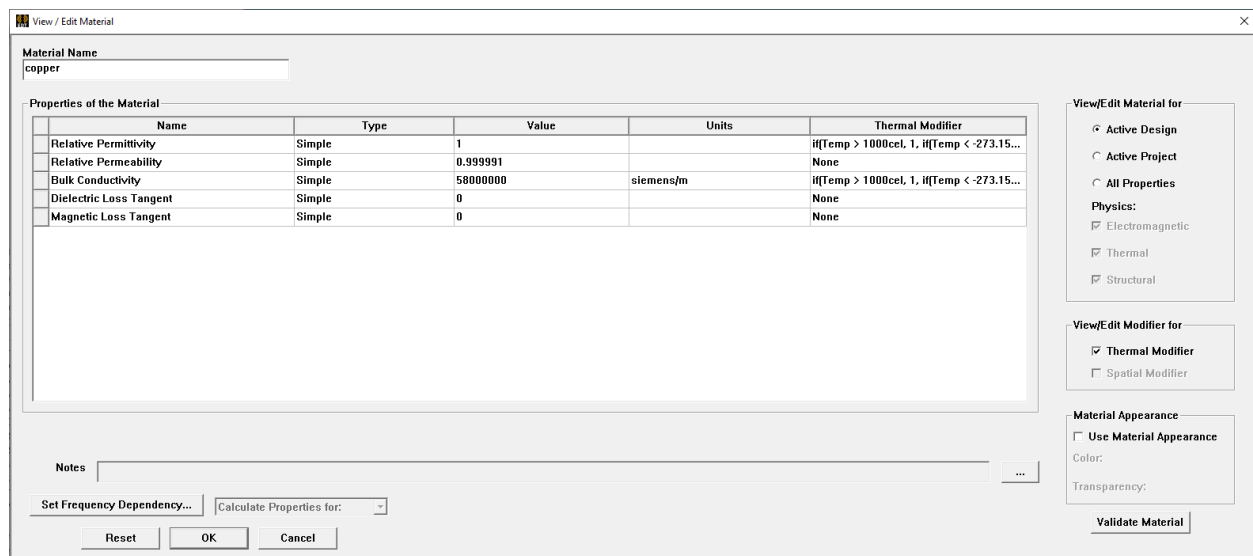 View / Edit Material
Material Name
copper
Properties of the Material
Name Type Value Units Thermal Modifier
Relative Permittivity Simple 1 if(Temp > 1000cel, 1, if(Temp < -273.15...
Relative Permeability Simple 0.999991 None
Bulk Conductivity Simple 58000000 siemens/m if(Temp > 1000cel, 1, if(Temp < -273.15...
Dielectric Loss Tangent Simple 0 None
Magnetic Loss Tangent Simple 0 None
View/Edit Material for
Active Design
Active Project
All Properties
Physics:
Electromagnetic
Thermal
Structural
View/Edit Modifier for
Thermal Modifier
Spatial Modifier
Material Appearance
Use Material Appearance
Color:
Transparency:
Notes ...
Set Frequency Dependency... Calculate Properties for:
Validate Material
Reset OK Cancel